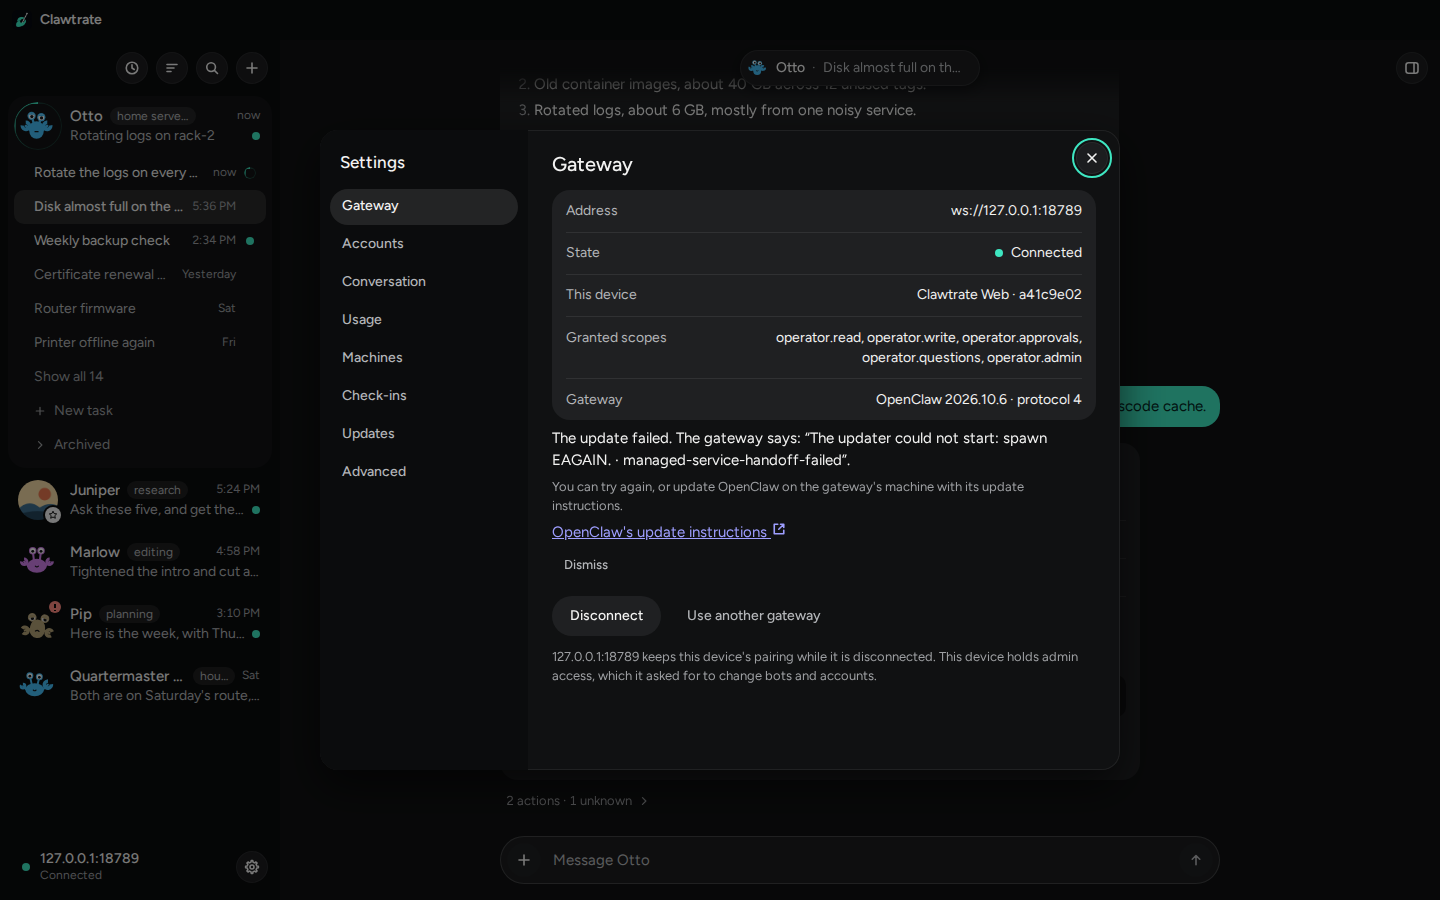 Clawtrate
Otto home serve... now
Rotating logs on rack-2
Rotate the logs on every ... now
Disk almost full on the ... 5:36 PM
Weekly backup check 2:34 PM
Certificate renewal ... Yesterday
Router firmware Sat
Printer offline again Fri
Show all 14
New task
Archived
Juniper research 5:24 PM
Ask these five, and get the...
Marlow editing 4:58 PM
Tightened the intro and cut a...
Pip planning 3:10 PM
Here is the week, with Thu...
Quartermaster ... hou... Sat
Both are on Saturday's route,...
127.0.0.1:18789
Connected
Otto · Disk almost full on th...
2. Old container images, about 40 GB across 12 unused tags.
3. Rotated logs, about 6 GB, mostly from one noisy service.
scode cache.
Settings
Gateway
Accounts
Conversation
Usage
Machines
Check-ins
Updates
Advanced
Gateway
Address ws://127.0.0.1:18789
State Connected
This device Clawtrate Web · a41c9e02
Granted scopes operator.read, operator.write, operator.approvals,
operator.questions, operator.admin
Gateway OpenClaw 2026.10.6 · protocol 4
The update failed. The gateway says: “The updater could not start: spawn
EAGAIN. · managed-service-handoff-failed”.
You can try again, or update OpenClaw on the gateway's machine with its update
instructions.
OpenClaw's update instructions
Dismiss
Disconnect Use another gateway
127.0.0.1:18789 keeps this device's pairing while it is disconnected. This device holds admin
access, which it asked for to change bots and accounts.
2 actions · 1 unknown
Message Otto